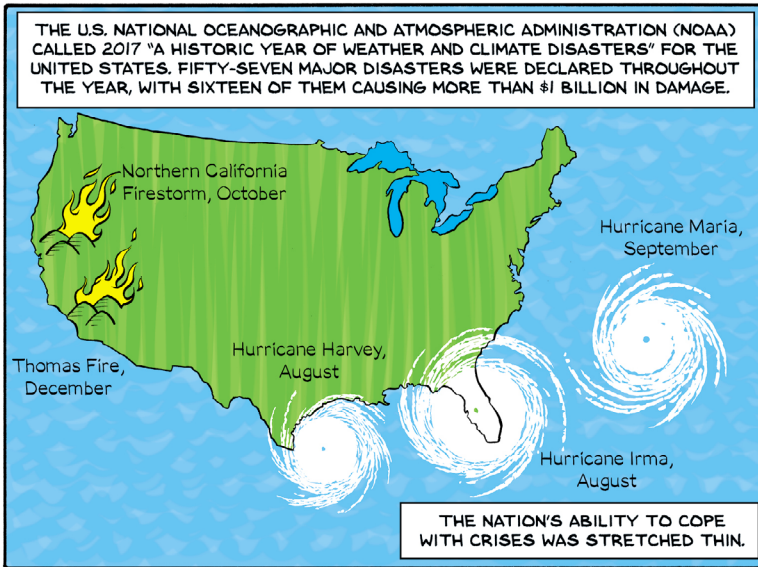 THE U.S. NATIONAL OCEANOGRAPHIC AND ATMOSPHERIC ADMINISTRATION (NOAA)
CALLED 2017 “A HISTORIC YEAR OF WEATHER AND CLIMATE DISASTERS” FOR THE
UNITED STATES. FIFTY-SEVEN MAJOR DISASTERS WERE DECLARED THROUGHOUT
THE YEAR, WITH SIXTEEN OF THEM CAUSING MORE THAN $1 BILLION IN DAMAGE.
Northern California
Firestorm, October
Hurricane Maria,
September
Thomas Fire,
December
Hurricane Harvey,
August
Hurricane Irma,
August
THE NATION’S ABILITY TO COPE
WITH CRISES WAS STRETCHED THIN.